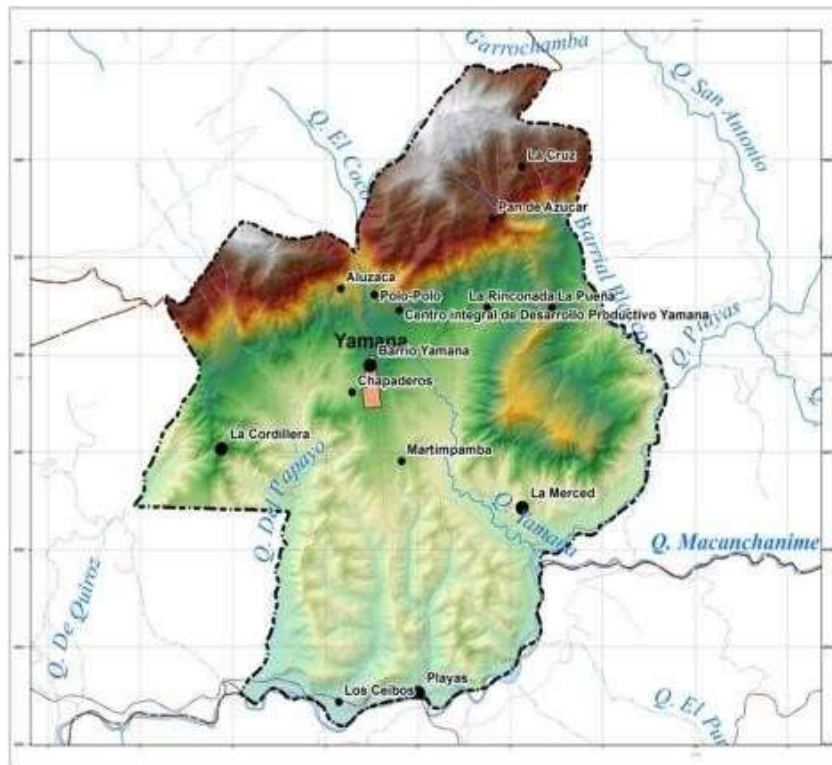 Garrochamba
Q. San Antonio
Q. El Coco
La Cruz
Pan de Azucar
Barrial Blanco
Aluzaca
Polo-Polo
La Rinconada
La Pueña
Centro integral de Desarrollo Productivo Yamana
Q. Playas
Yamana
Barrio Yamana
Chapaderos
La Cordillera
Martimpamba
La Merced
Q. Del Papayo
Q. Yamana
Q. Macanchanime
Q. De Quiroz
Playas
Los Ceibos
Q. El Pur